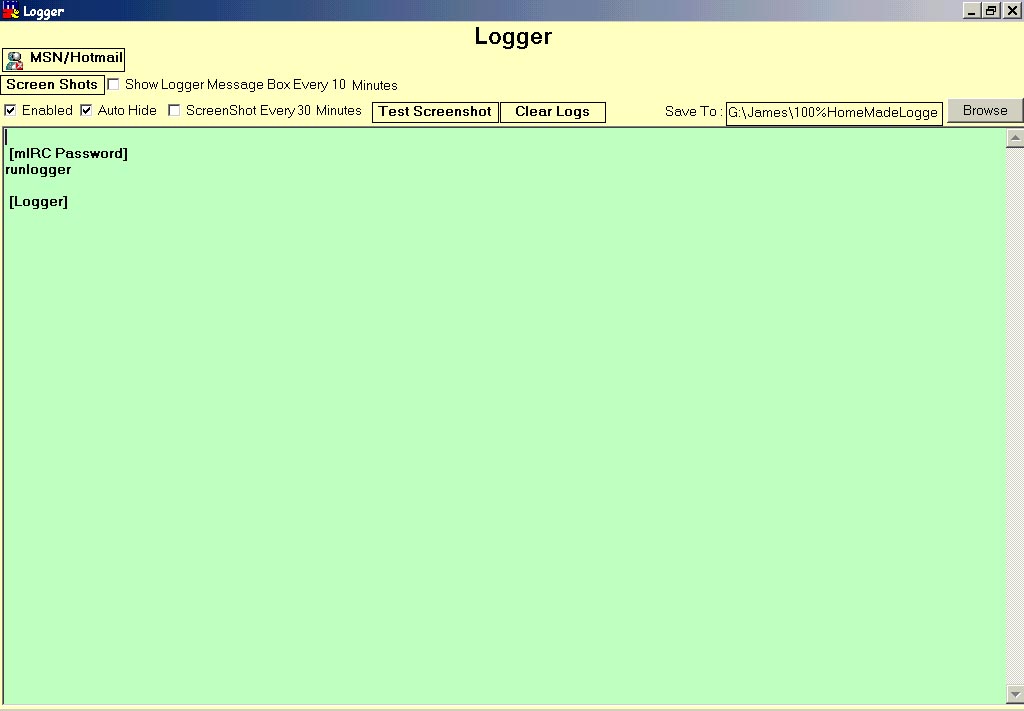 Logger
Logger
MSN/Hotmail
Screen Shots Show Logger Message Box Every 10 Minutes
Enabled Auto Hide ScreenShot Every 30 Minutes Test Screenshot Clear Logs Save To : G:\James\100%HomeMadeLogge Browse
[mIRC Password]
runlogger
[Logger]